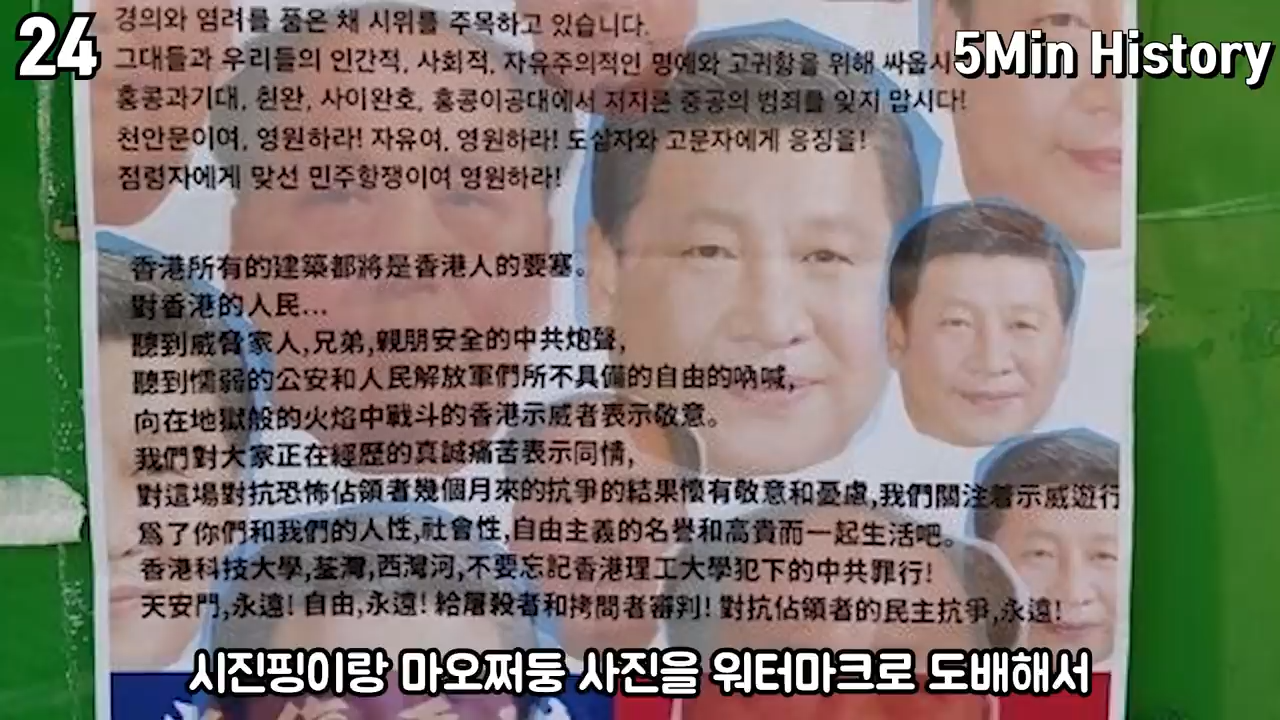 24
5Min History
경의와 염려를 품은 채 시위를 주목하고 있습니다.
그대들과 우리들의 인간적, 사회적, 자유주의적인 명예와 고귀함을 위해 싸웁시
홍콩과기대, 췬완, 사이완호, 홍콩이공대에서 저지른 중공의 범죄를 잊지 맙시다!
천안문이여, 영원하라! 자유여, 영원하라! 도살자와 고문자에게 응징을!
점령자에게 맞선 민주항쟁이여 영원하라!
香港所有的建築都將是香港人的要塞。
對香港的人民...
聽到威脅家人,兄弟,親朋安全的中共炮聲,
聽到懦弱的公安和人民解放軍們所不具備的自由的吶喊,
向在地獄般的火焰中戰斗的香港示威者表示敬意。
我們對大家正在經歷的真誠痛苦表示同情,
對這場對抗恐怖佔領者幾個月來的抗爭的結果懷有敬意和憂慮,我們關注着示威遊行
爲了你們和我們的人性,社會性,自由主義的名譽和高貴而一起生活吧。
香港科技大學,荃灣,西灣河,不要忘記香港理工大學犯下的中共罪行!
天安門,永遠! 自由,永遠! 給屠殺者和拷問者審判! 對抗佔領者的民主抗爭,永遠!
시진핑이랑 마오쩌둥 사진을 워터마크로 도배해서